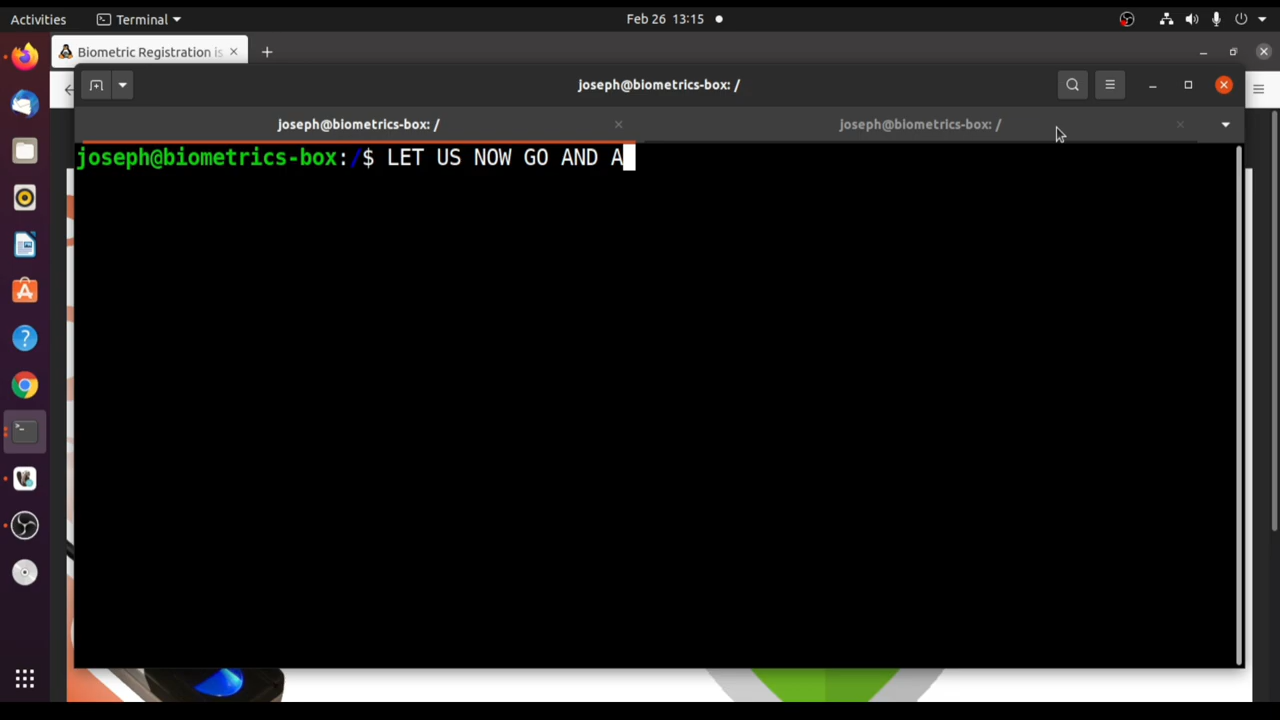 Activities
Terminal
Feb 26 13:15
Biometric Registration is
joseph@biometrics-box: /
joseph@biometrics-box: /
joseph@biometrics-box: /
joseph@biometrics-box:/$ LET US NOW GO AND A